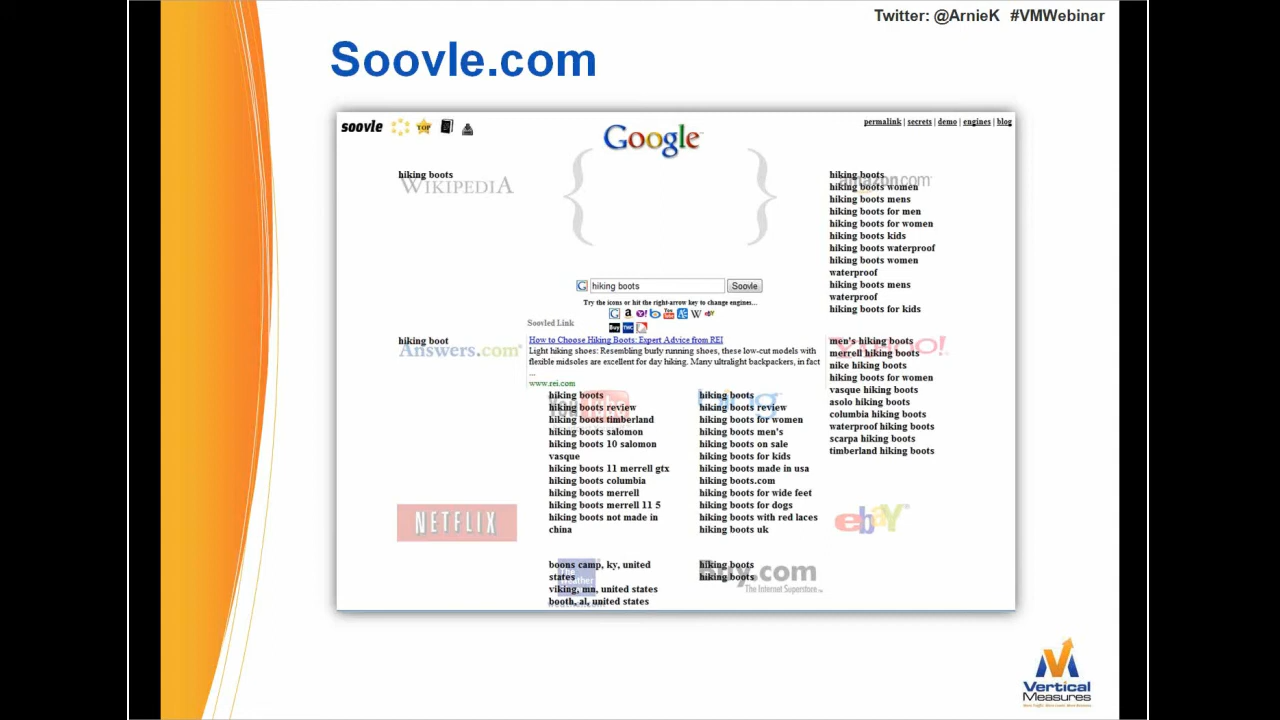 Twitter: @ArnieK #VMWebinar
Soovle.com
soovle
TOP
permalink | secrets | demo | engines | blog
Google
hiking boots
WIKIPEDIA
amazon.com
hiking boots
hiking boots women
hiking boots mens
hiking boots for men
hiking boots for women
hiking boots kids
hiking boots waterproof
hiking boots women
waterproof
hiking boots mens
waterproof
hiking boots for kids
hiking boots
Soovle
Try the icons or hit the right-arrow key to change engines...
Soovled Link
How to Choose Hiking Boots: Expert Advice from REI
Light hiking shoes: Resembling burly running shoes, these low-cut models with
flexible midsoles are excellent for day hiking. Many ultralight backpackers, in fact
...
www.rei.com
hiking boot
Answers.com
YAHOO!
men's hiking boots
merrell hiking boots
nike hiking boots
hiking boots for women
vasque hiking boots
asolo hiking boots
columbia hiking boots
waterproof hiking boots
scarpa hiking boots
timberland hiking boots
YouTube
hiking boots
hiking boots review
hiking boots timberland
hiking boots salomon
hiking boots 10 salomon
vasque
hiking boots 11 merrell gtx
hiking boots columbia
hiking boots merrell
hiking boots merrell 11 5
hiking boots not made in
china
bing
hiking boots
hiking boots review
hiking boots for women
hiking boots men's
hiking boots on sale
hiking boots for kids
hiking boots made in usa
hiking boots.com
hiking boots for wide feet
hiking boots for dogs
hiking boots with red laces
hiking boots uk
NETFLIX
ebay
The Weather
boons camp, ky, united
states
viking, mn, united states
booth, al, united states
Buy.com
The Internet Superstore
hiking boots
hiking boots
Vertical
Measures